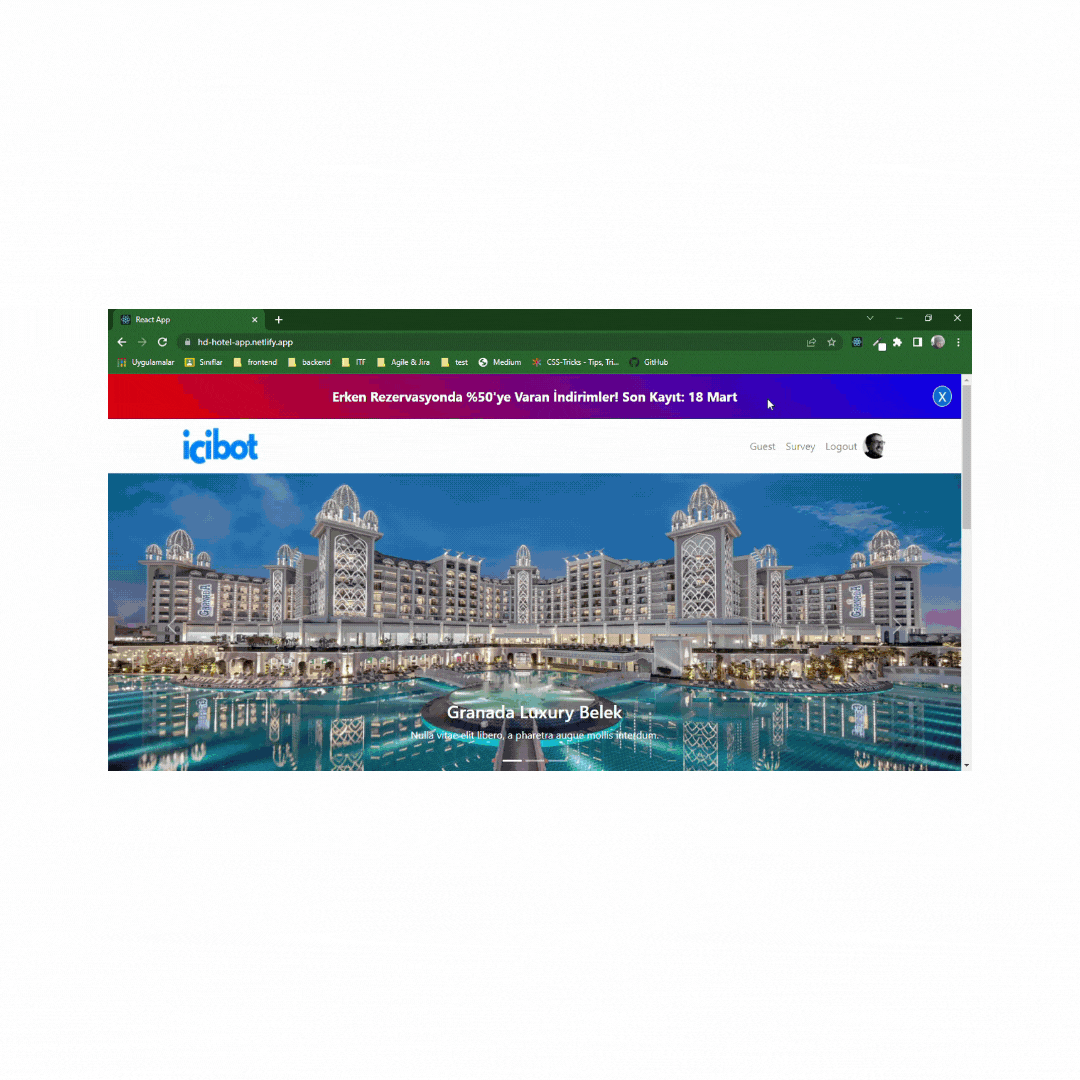 React App
hd-hotel-app.netlify.app
Uygulamalar Sınıflar frontend backend ITF Agile & Jira test Medium CSS-Tricks - Tips, Tri... GitHub
Erken Rezervasyonda %50'ye Varan İndirimler! Son Kayıt: 18 Mart X
icibot Guest Survey Logout
Granada Luxury Belek
Nulla vitae elit libero, a pharetra augue mollis interdum.